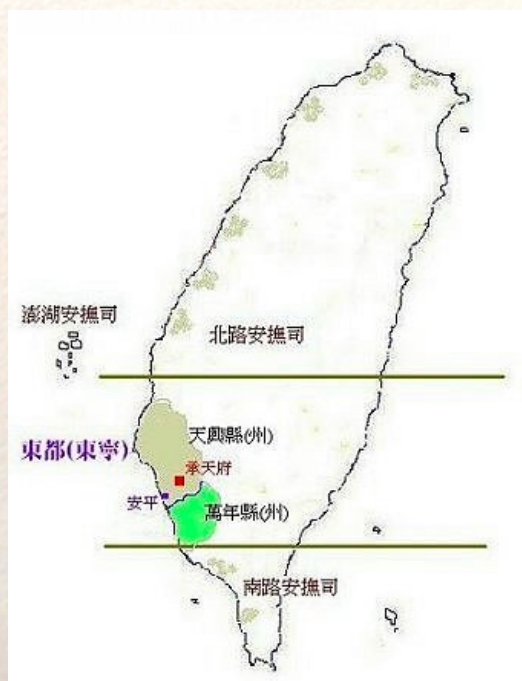 澎湖安撫司
北路安撫司
天興縣(州)
東都(東寧)
承天府
安平
萬年縣(州)
南路安撫司